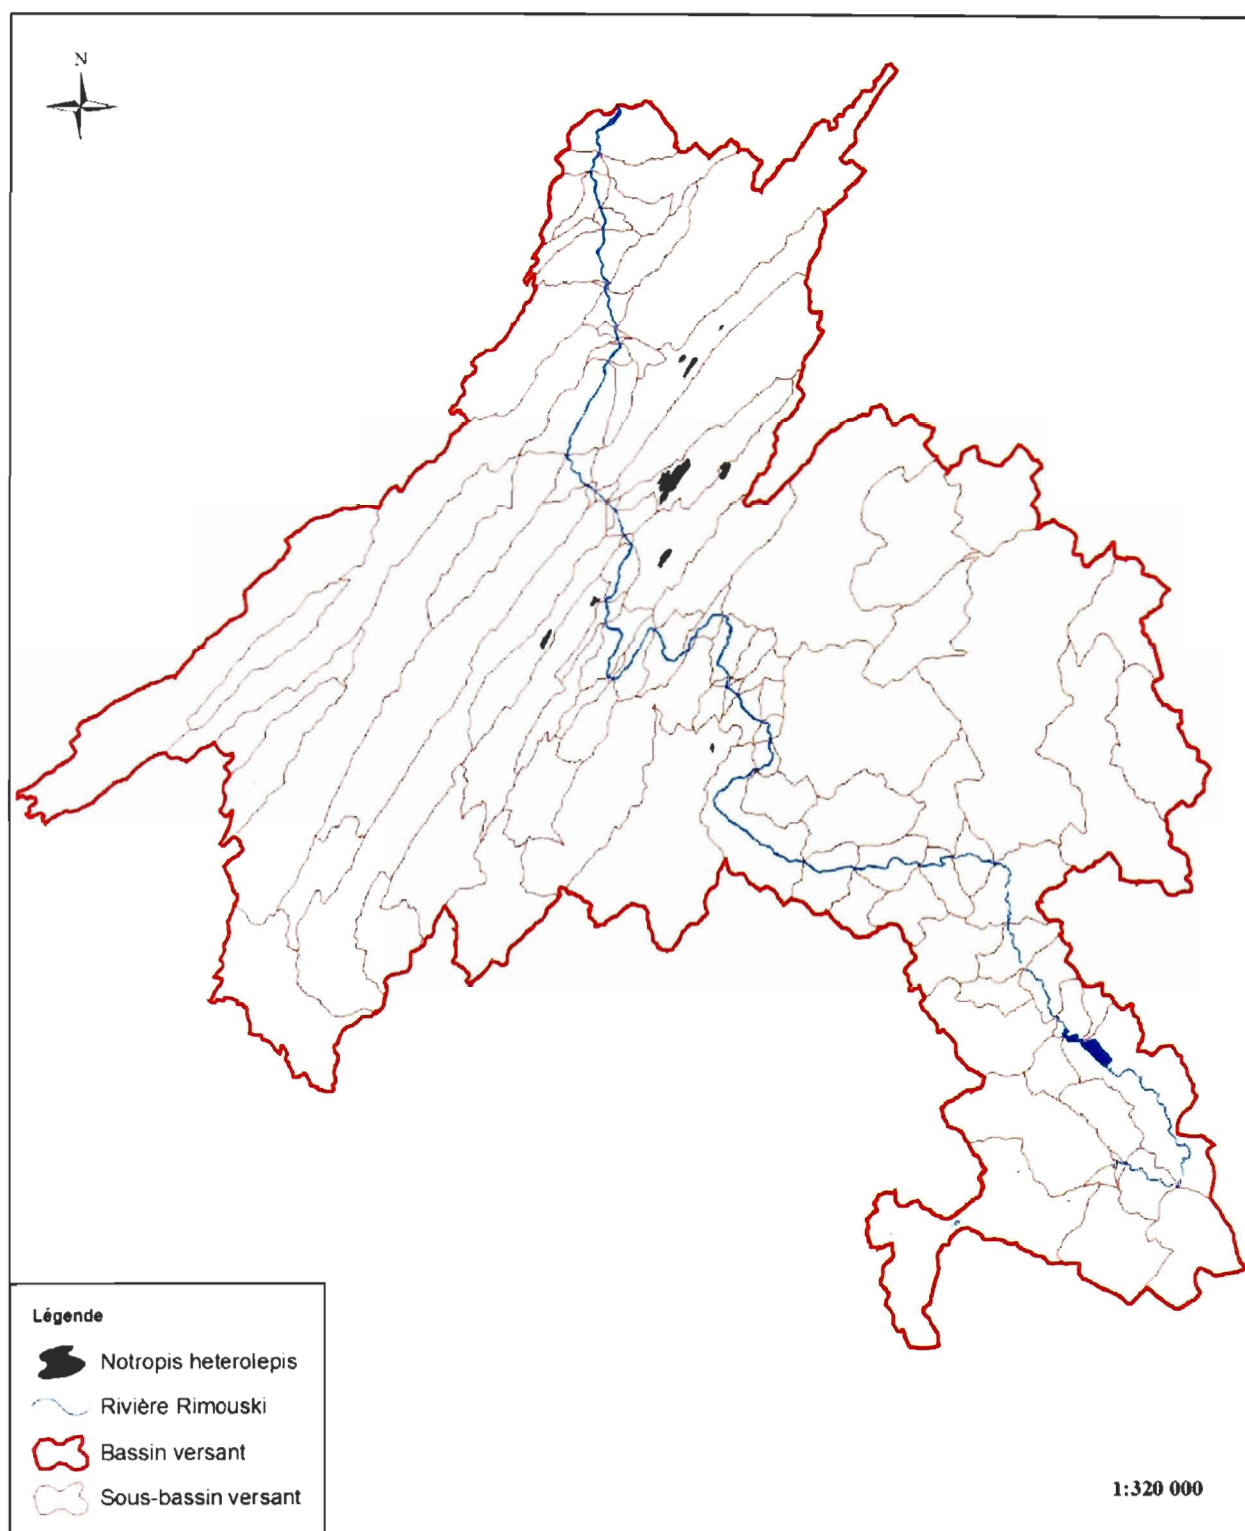 N
Légende
Notropis heterolepis
Rivière Rimouski
Bassin versant
Sous-bassin versant
1:320 000